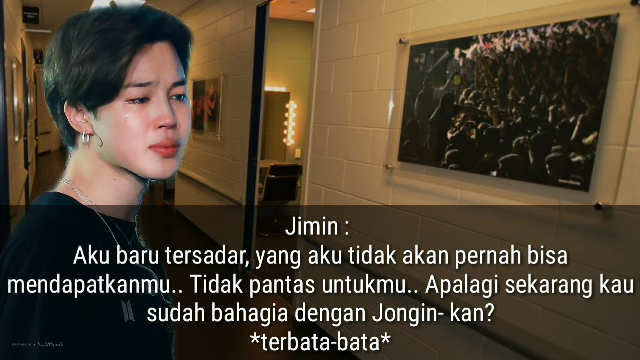 Jimin :
Aku baru tersadar, yang aku tidak akan pernah bisa
mendapatkanmu.. Tidak pantas untukmu.. Apalagi sekarang kau
sudah bahagia dengan Jongin- kan?
*terbata-bata*